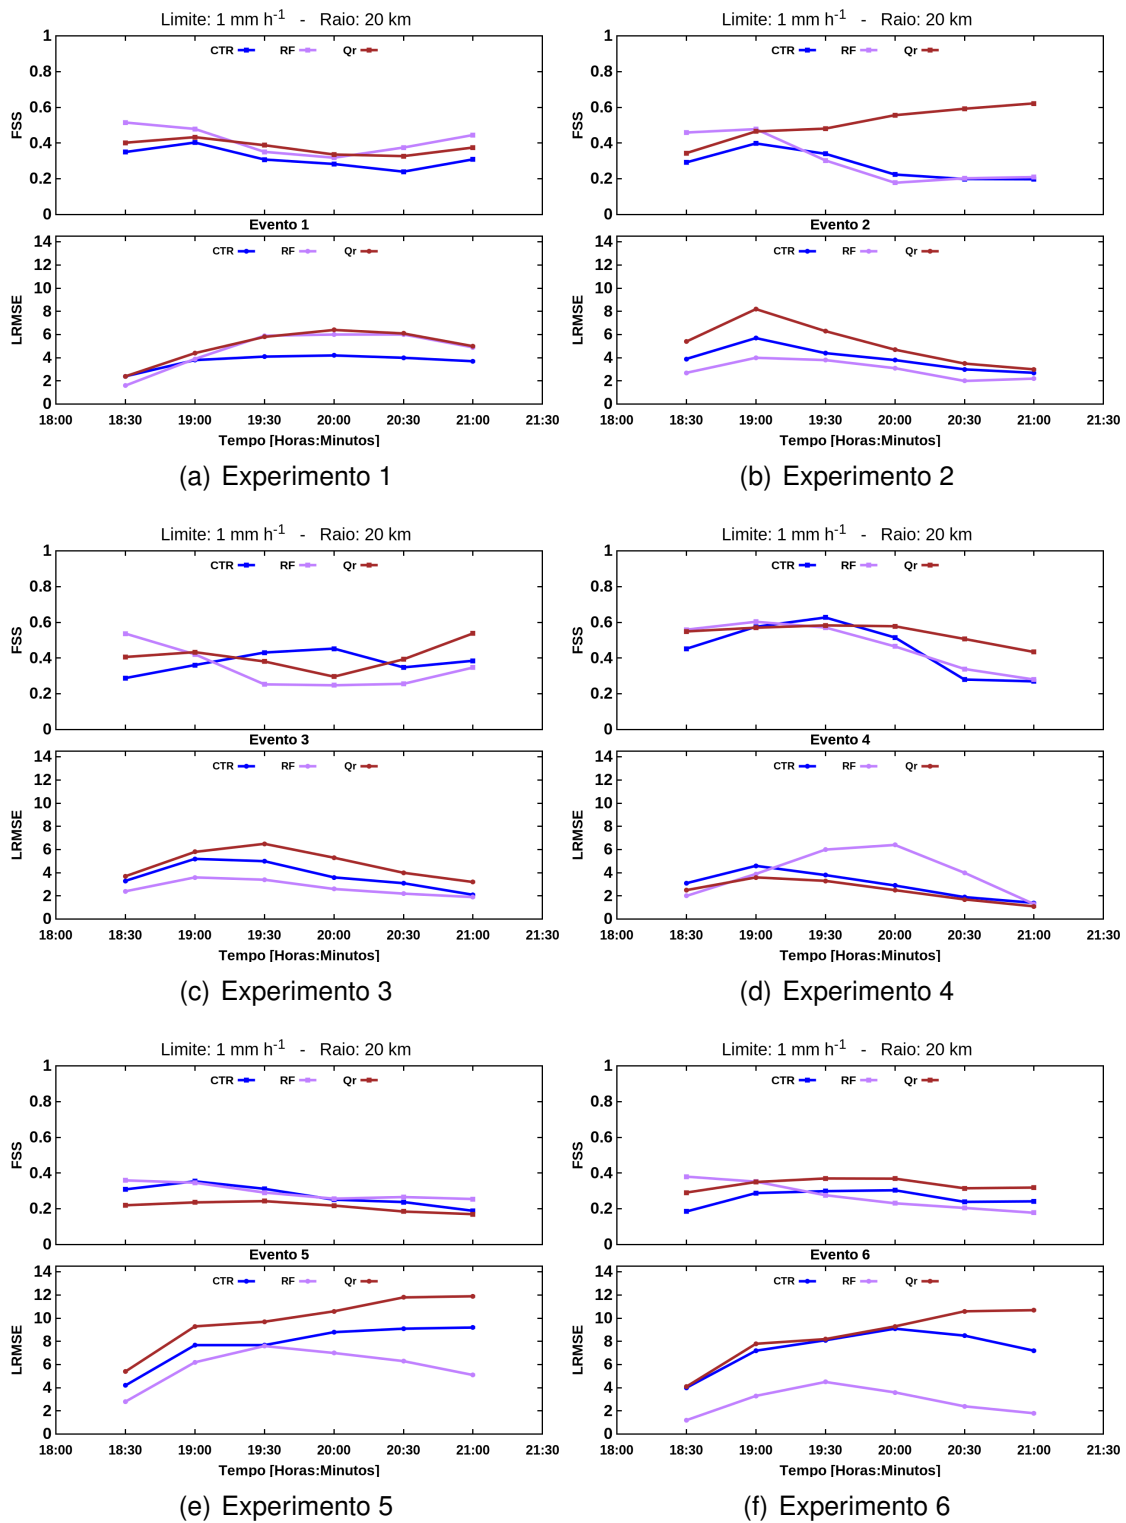 Limite: 1 mm h-1 - Raio: 20 km
CTR RF Qr
FSS
1
0.8
0.6
0.4
0.2
0
Evento 1
CTR RF Qr
LRMSE
14
12
10
8
6
4
2
0
18:00 18:30 19:00 19:30 20:00 20:30 21:00 21:30
Tempo [Horas:Minutos]
(a) Experimento 1
Limite: 1 mm h-1 - Raio: 20 km
CTR RF Qr
FSS
1
0.8
0.6
0.4
0.2
0
Evento 2
CTR RF Qr
LRMSE
14
12
10
8
6
4
2
0
18:00 18:30 19:00 19:30 20:00 20:30 21:00 21:30
Tempo [Horas:Minutos]
(b) Experimento 2
Limite: 1 mm h-1 - Raio: 20 km
CTR RF Qr
FSS
1
0.8
0.6
0.4
0.2
0
Evento 3
CTR RF Qr
LRMSE
14
12
10
8
6
4
2
0
18:00 18:30 19:00 19:30 20:00 20:30 21:00 21:30
Tempo [Horas:Minutos]
(c) Experimento 3
Limite: 1 mm h-1 - Raio: 20 km
CTR RF Qr
FSS
1
0.8
0.6
0.4
0.2
0
Evento 4
CTR RF Qr
LRMSE
14
12
10
8
6
4
2
0
18:00 18:30 19:00 19:30 20:00 20:30 21:00 21:30
Tempo [Horas:Minutos]
(d) Experimento 4
Limite: 1 mm h-1 - Raio: 20 km
CTR RF Qr
FSS
1
0.8
0.6
0.4
0.2
0
Evento 5
CTR RF Qr
LRMSE
14
12
10
8
6
4
2
0
18:00 18:30 19:00 19:30 20:00 20:30 21:00 21:30
Tempo [Horas:Minutos]
(e) Experimento 5
Limite: 1 mm h-1 - Raio: 20 km
CTR RF Qr
FSS
1
0.8
0.6
0.4
0.2
0
Evento 6
CTR RF Qr
LRMSE
14
12
10
8
6
4
2
0
18:00 18:30 19:00 19:30 20:00 20:30 21:00 21:30
Tempo [Horas:Minutos]
(f) Experimento 6